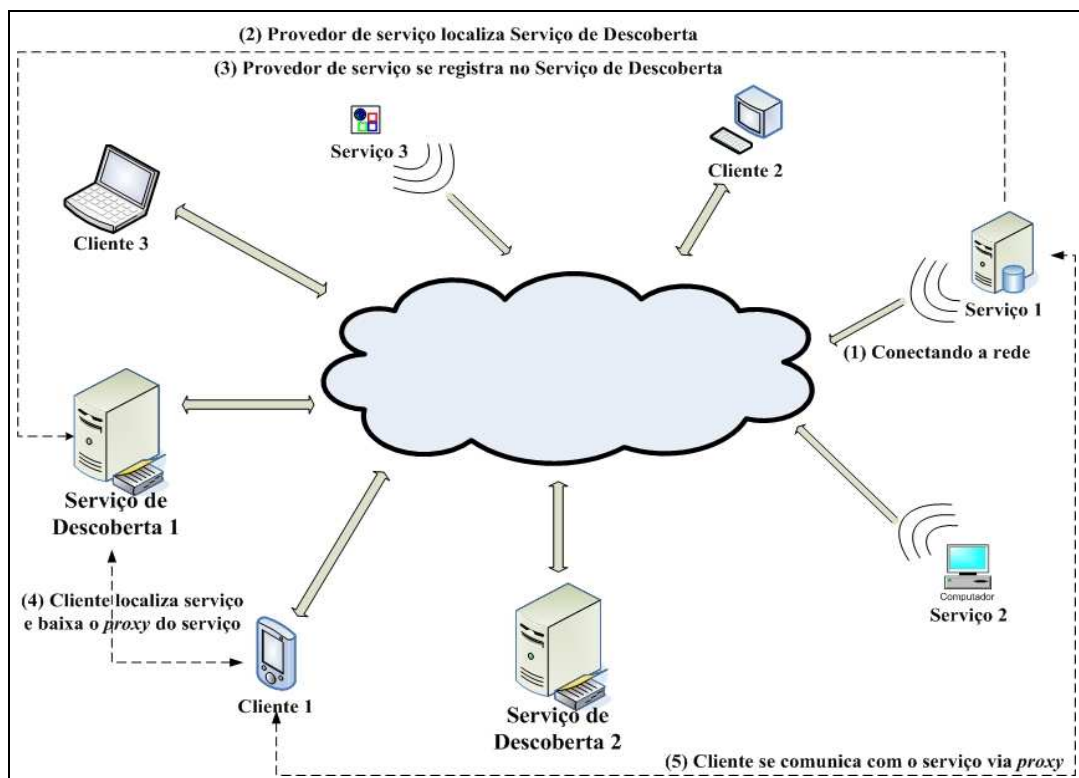 (2) Provedor de serviço localiza Serviço de Descoberta
(3) Provedor de serviço se registra no Serviço de Descoberta
Serviço 3
Cliente 2
Cliente 3
Serviço 1
(1) Conectando a rede
Serviço de
Descoberta 1
Computador
Serviço 2
(4) Cliente localiza serviço
e baixa o proxy do serviço
Cliente 1
Serviço de
Descoberta 2
(5) Cliente se comunica com o serviço via proxy